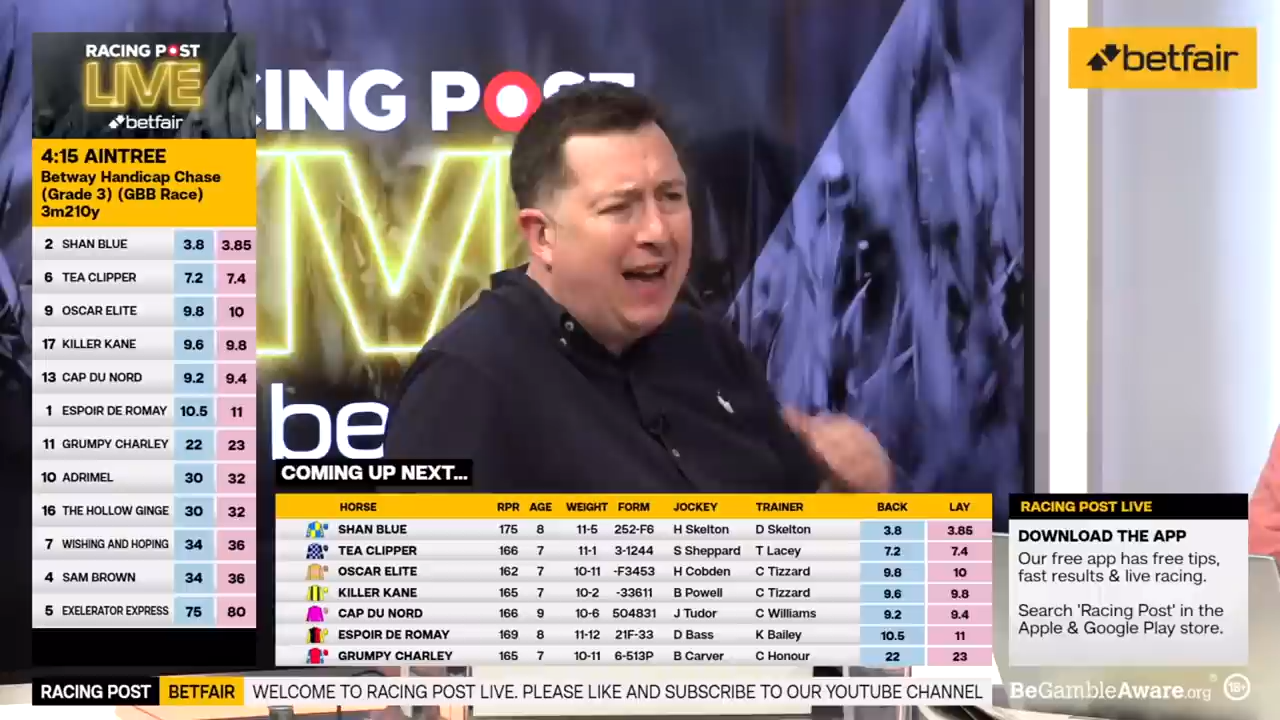 RACING POST
LIVE
betfair
4:15 AINTREE
Betway Handicap Chase
(Grade 3) (GBB Race)
3m210y
2 SHAN BLUE 3.8 3.85
6 TEA CLIPPER 7.2 7.4
9 OSCAR ELITE 9.8 10
17 KILLER KANE 9.6 9.8
13 CAP DU NORD 9.2 9.4
1 ESPOIR DE ROMAY 10.5 11
11 GRUMPY CHARLEY 22 23
10 ADRIMEL 30 32
16 THE HOLLOW GINGE 30 32
7 WISHING AND HOPING 34 36
4 SAM BROWN 34 36
5 EXELERATOR EXPRESS 75 80
CING POST
be
betfair
COMING UP NEXT...
HORSE RPR AGE WEIGHT FORM JOCKEY TRAINER BACK LAY
SHAN BLUE 175 8 11-5 252-F6 H Skelton D Skelton 3.8 3.85
TEA CLIPPER 166 7 11-1 3-1244 S Sheppard T Lacey 7.2 7.4
OSCAR ELITE 162 7 10-11 -F3453 H Cobden C Tizzard 9.8 10
KILLER KANE 165 7 10-2 -33611 B Powell C Tizzard 9.6 9.8
CAP DU NORD 166 9 10-6 504831 J Tudor C Williams 9.2 9.4
ESPOIR DE ROMAY 169 8 11-12 21F-33 D Bass K Bailey 10.5 11
GRUMPY CHARLEY 165 7 10-11 6-513P B Carver C Honour 22 23
RACING POST LIVE
DOWNLOAD THE APP
Our free app has free tips,
fast results & live racing.
Search 'Racing Post' in the
Apple & Google Play store.
RACING POST BETFAIR WELCOME TO RACING POST LIVE. PLEASE LIKE AND SUBSCRIBE TO OUR YOUTUBE CHANNEL
BeGambleAware.org® 18+